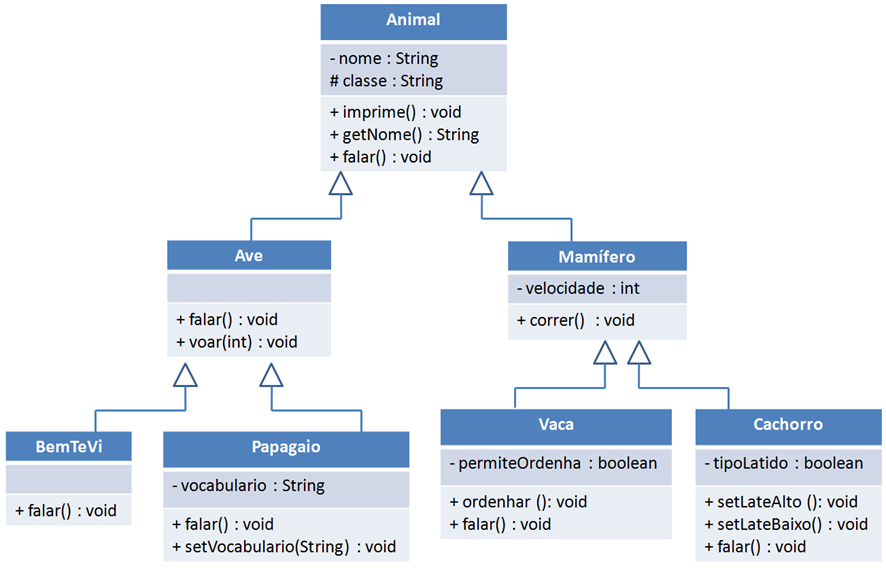 Animal
- nome : String
# classe : String
+ imprime() : void
+ getNome() : String
+ falar() : void
Ave
+ falar() : void
+ voar(int) : void
Mamífero
- velocidade : int
+ correr() : void
BemTeVi
+ falar() : void
Papagaio
- vocabulario : String
+ falar() : void
+ setVocabulario(String) : void
Vaca
- permiteOrdenha : boolean
+ ordenhar (): void
+ falar() : void
Cachorro
- tipoLatido : boolean
+ setLateAlto (): void
+ setLateBaixo() : void
+ falar() : void